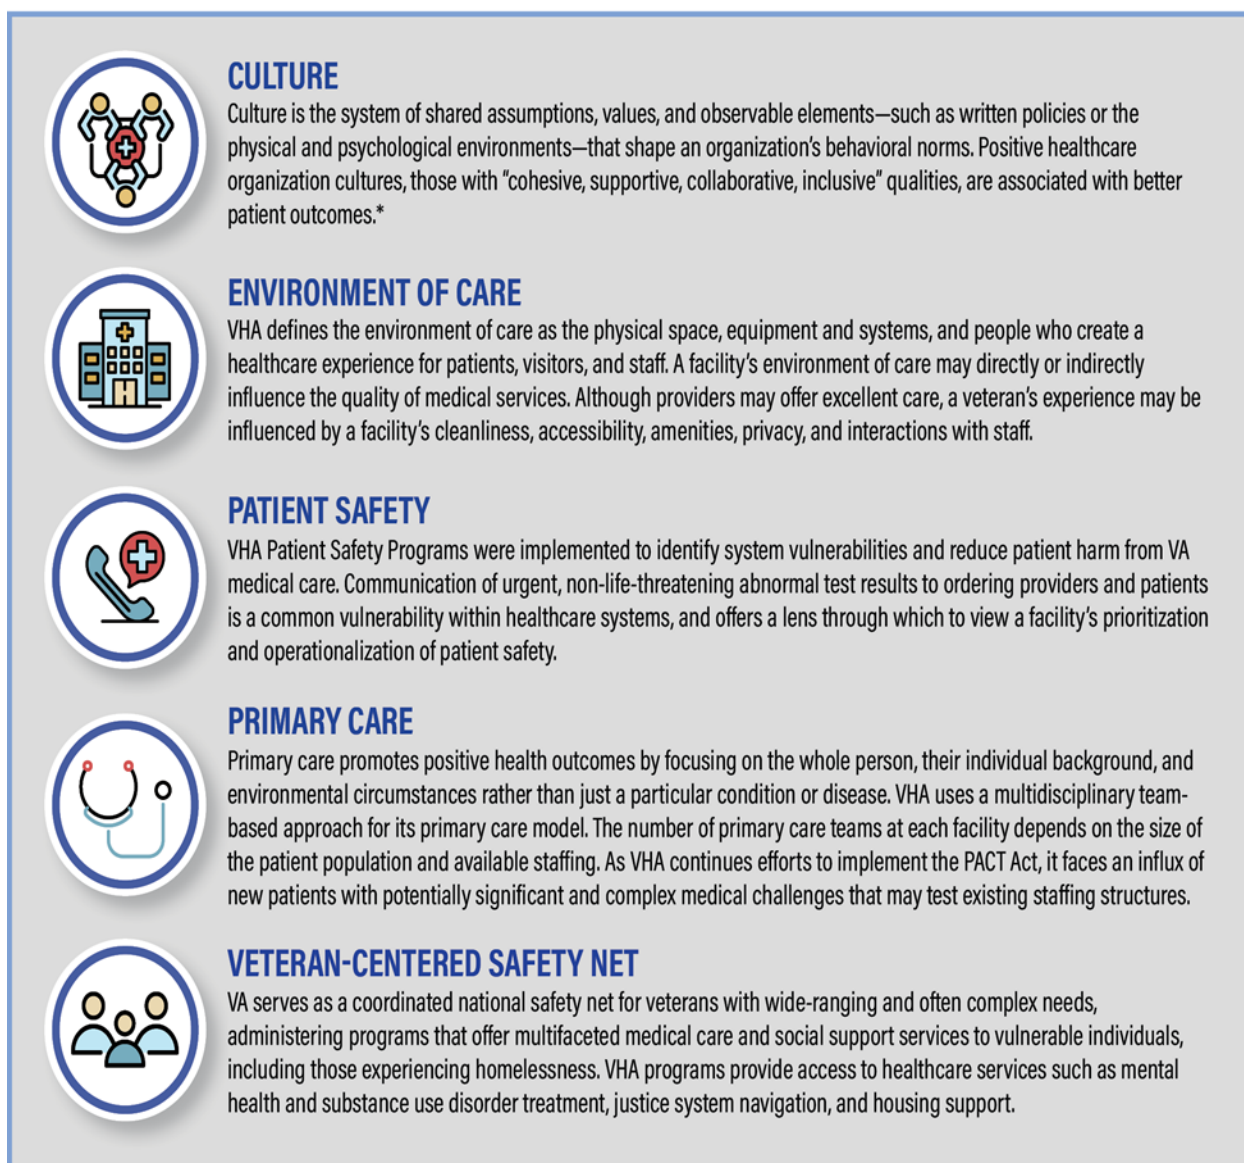 CULTURE
Culture is the system of shared assumptions, values, and observable elements—such as written policies or the
physical and psychological environments—that shape an organization’s behavioral norms. Positive healthcare
organization cultures, those with “cohesive, supportive, collaborative, inclusive” qualities, are associated with better
patient outcomes.*
ENVIRONMENT OF CARE
VHA defines the environment of care as the physical space, equipment and systems, and people who create a
healthcare experience for patients, visitors, and staff. A facility’s environment of care may directly or indirectly
influence the quality of medical services. Although providers may offer excellent care, a veteran’s experience may be
influenced by a facility’s cleanliness, accessibility, amenities, privacy, and interactions with staff.
PATIENT SAFETY
VHA Patient Safety Programs were implemented to identify system vulnerabilities and reduce patient harm from VA
medical care. Communication of urgent, non-life-threatening abnormal test results to ordering providers and patients
is a common vulnerability within healthcare systems, and offers a lens through which to view a facility’s prioritization
and operationalization of patient safety.
PRIMARY CARE
Primary care promotes positive health outcomes by focusing on the whole person, their individual background, and
environmental circumstances rather than just a particular condition or disease. VHA uses a multidisciplinary team-
based approach for its primary care model. The number of primary care teams at each facility depends on the size of
the patient population and available staffing. As VHA continues efforts to implement the PACT Act, it faces an influx of
new patients with potentially significant and complex medical challenges that may test existing staffing structures.
VETERAN-CENTERED SAFETY NET
VA serves as a coordinated national safety net for veterans with wide-ranging and often complex needs,
administering programs that offer multifaceted medical care and social support services to vulnerable individuals,
including those experiencing homelessness. VHA programs provide access to healthcare services such as mental
health and substance use disorder treatment, justice system navigation, and housing support.